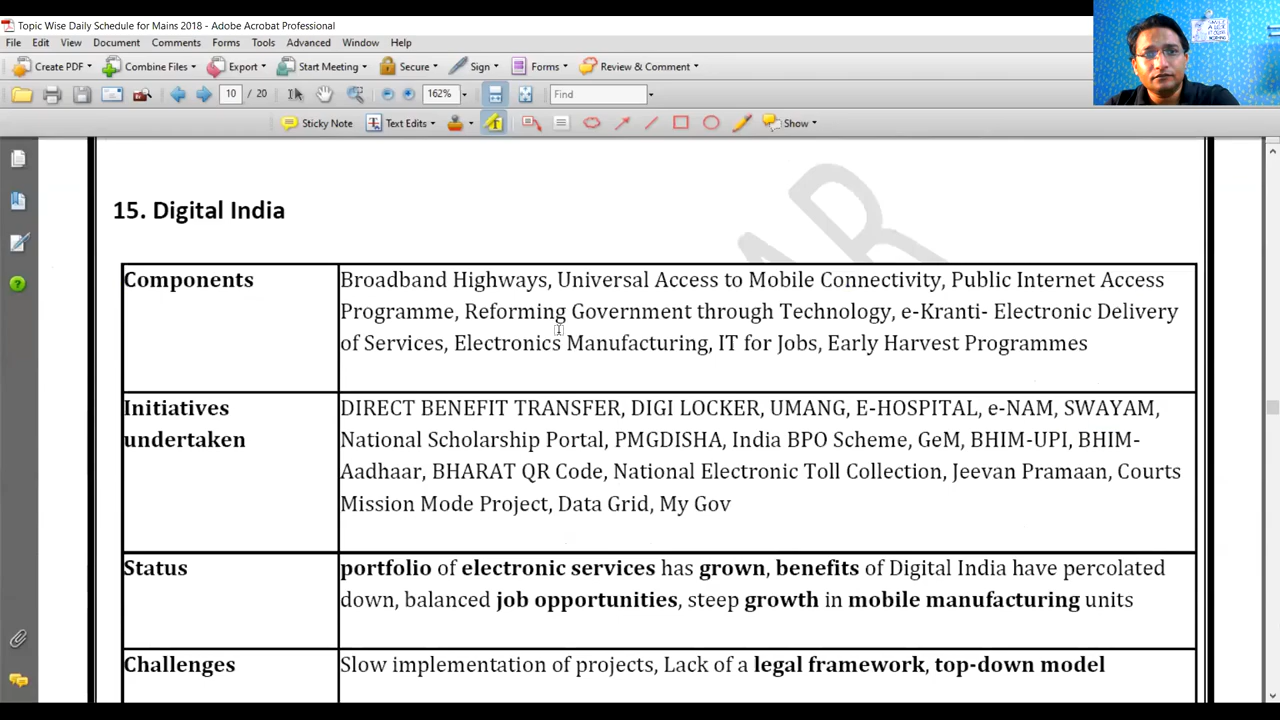 Topic Wise Daily Schedule for Mains 2018 - Adobe Acrobat Professional
File Edit View Document Comments Forms Tools Advanced Window Help
Create PDF Combine Files Export Start Meeting Secure Sign Forms Review & Comment
10 / 20 162% Find
Sticky Note Text Edits Show
15. Digital India
Components
Broadband Highways, Universal Access to Mobile Connectivity, Public Internet Access
Programme, Reforming Government through Technology, e-Kranti- Electronic Delivery
of Services, Electronics Manufacturing, IT for Jobs, Early Harvest Programmes
Initiatives
undertaken
DIRECT BENEFIT TRANSFER, DIGI LOCKER, UMANG, E-HOSPITAL, e-NAM, SWAYAM,
National Scholarship Portal, PMGDISHA, India BPO Scheme, GeM, BHIM-UPI, BHIM-
Aadhaar, BHARAT QR Code, National Electronic Toll Collection, Jeevan Pramaan, Courts
Mission Mode Project, Data Grid, My Gov
Status
portfolio of electronic services has grown, benefits of Digital India have percolated
down, balanced job opportunities, steep growth in mobile manufacturing units
Challenges
Slow implementation of projects, Lack of a legal framework, top-down model